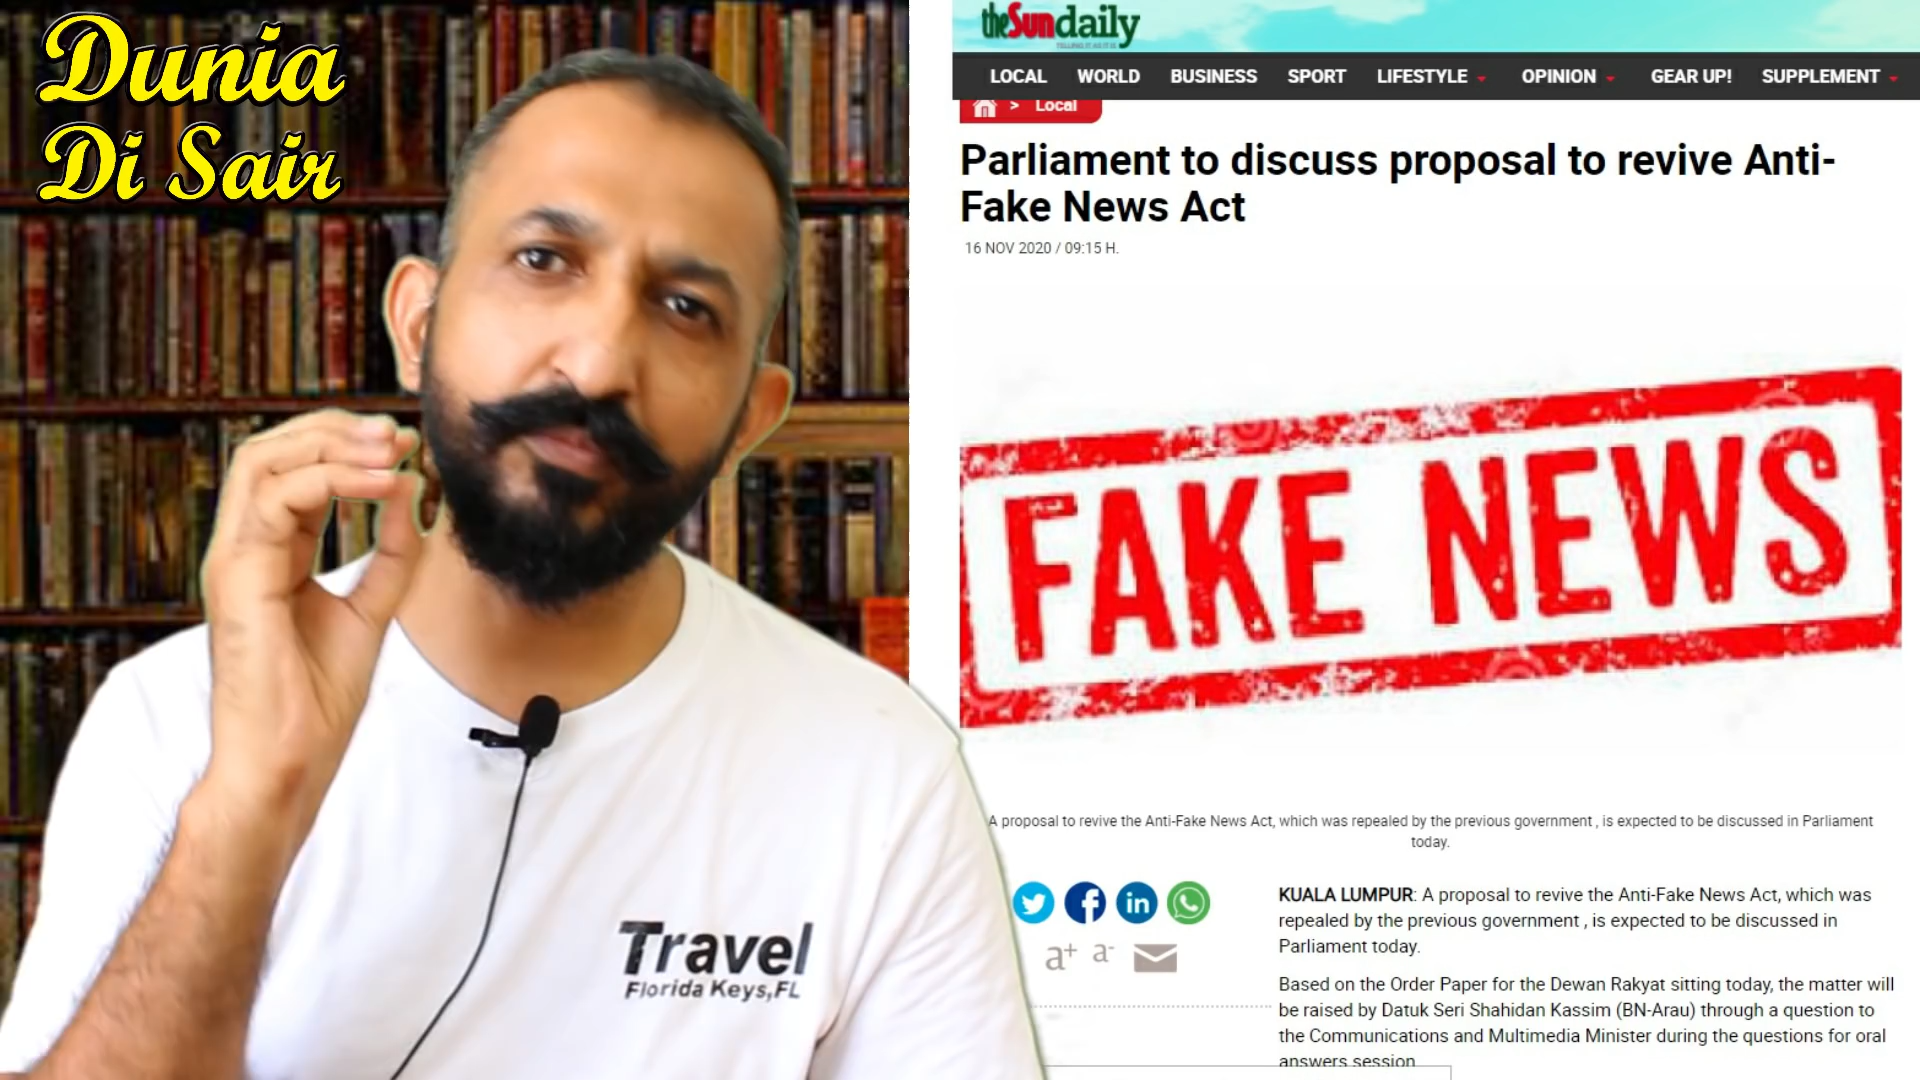 Dunia
Di Sair
theSundaily
TELLING IT AS IT IS
LOCAL WORLD BUSINESS SPORT LIFESTYLE OPINION GEAR UP! SUPPLEMENT
> Local
Parliament to discuss proposal to revive Anti-
Fake News Act
16 NOV 2020 / 09:15 H.
FAKE NEWS
A proposal to revive the Anti-Fake News Act, which was repealed by the previous government , is expected to be discussed in Parliament
today.
a+ a-
KUALA LUMPUR: A proposal to revive the Anti-Fake News Act, which was
repealed by the previous government , is expected to be discussed in
Parliament today.
Based on the Order Paper for the Dewan Rakyat sitting today, the matter will
be raised by Datuk Seri Shahidan Kassim (BN-Arau) through a question to
the Communications and Multimedia Minister during the questions for oral
answers session
Travel
Florida Keys,FL